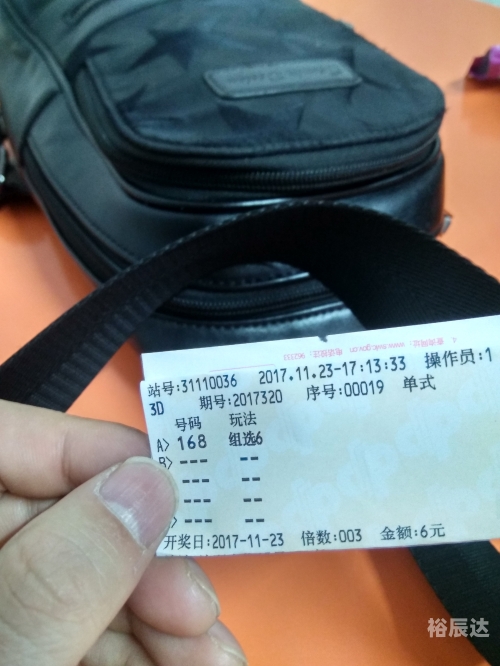 站号:31110036 2017.11.23-17:13:33 操作员:1
3D 期号:2017320 序号:00019 单式
号码 玩法
A> 168 组选6
B> --- --
--- --
--- --
> --- --
开奖日:2017-11-23 倍数:003 金额:6元
裕辰达